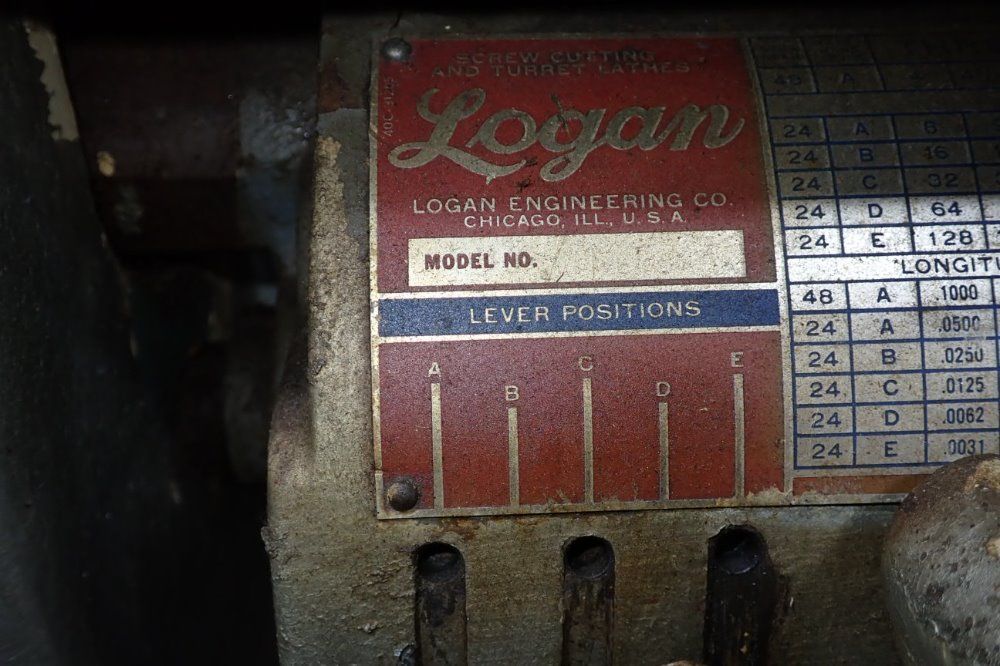 SCREW CUTTING
AND TURRET LATHES
Logan
LOGAN ENGINEERING CO.
CHICAGO, ILL., U. S. A.
MODEL NO.
LEVER POSITIONS
A B C D E
48 A 4
24 A 8
24 B 16
24 C 32
24 D 64
24 E 128
LONGITU
48 A .1000
24 A .0500
24 B .0250
24 C .0125
24 D .0062
24 E .0031